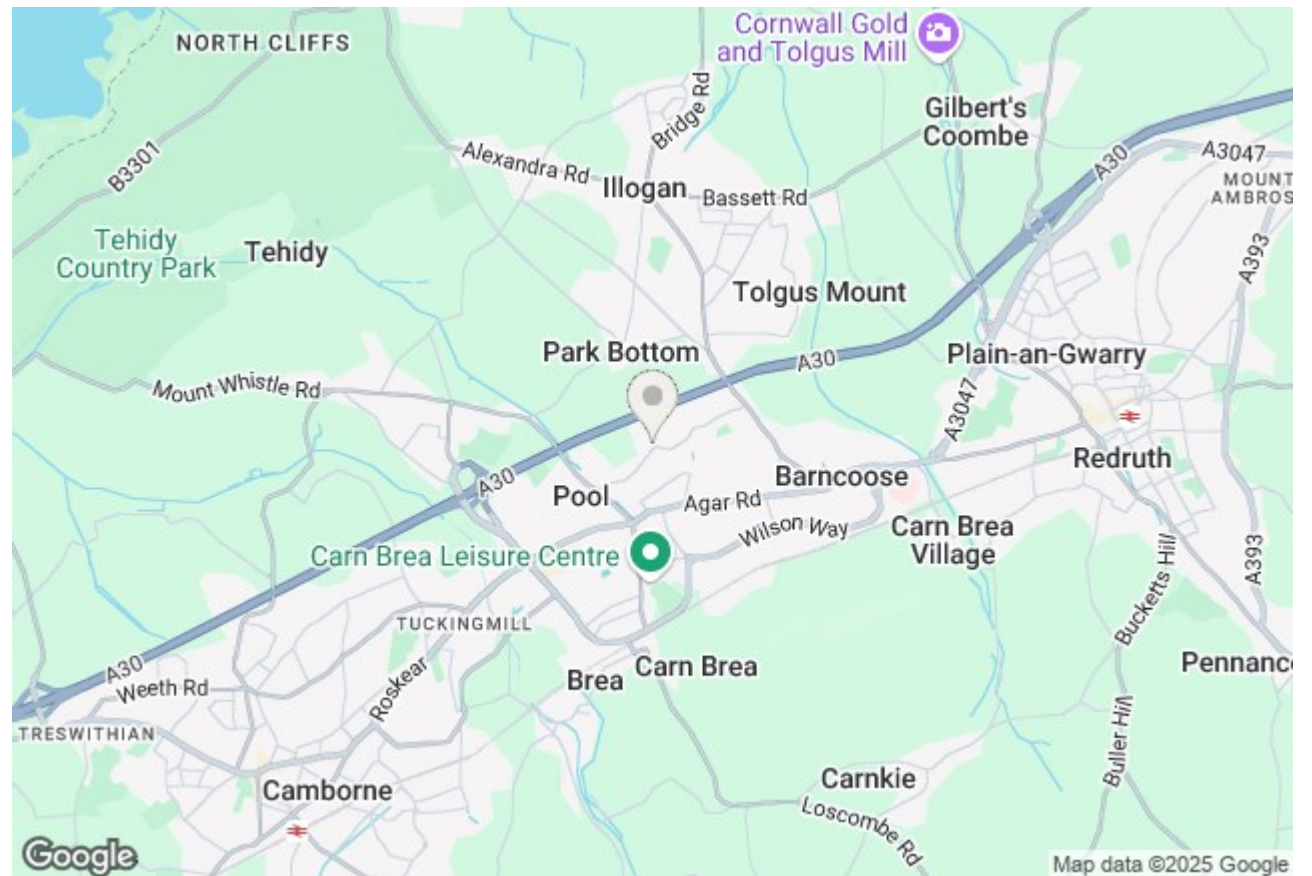 NORTH CLIFFS
Cornwall Gold
and Tolgus Mill
Bridge Rd
Gilbert's
Coombe
B3301
Alexandra Rd
Illogan
Bassett Rd
A30
A3047
MOUNT
AMBROS
Tehidy
Country Park
Tehidy
A393
Tolgus Mount
Park Bottom
A30
Plain-an-Gwarry
Mount Whistle Rd
A3047
Redruth
Barncoose
A30
Pool
Agar Rd
Wilson Way
Carn Brea
Village
Carn Brea Leisure Centre
A393
Bucketts Hill
TUCKINGMILL
Roskear
Brea
Carn Brea
Pennance
A30
Weeth Rd
TRESWITHIAN
Buller Hill
Camborne
Carnkie
Loscombe Rd
Google
Map data ©2025 Google